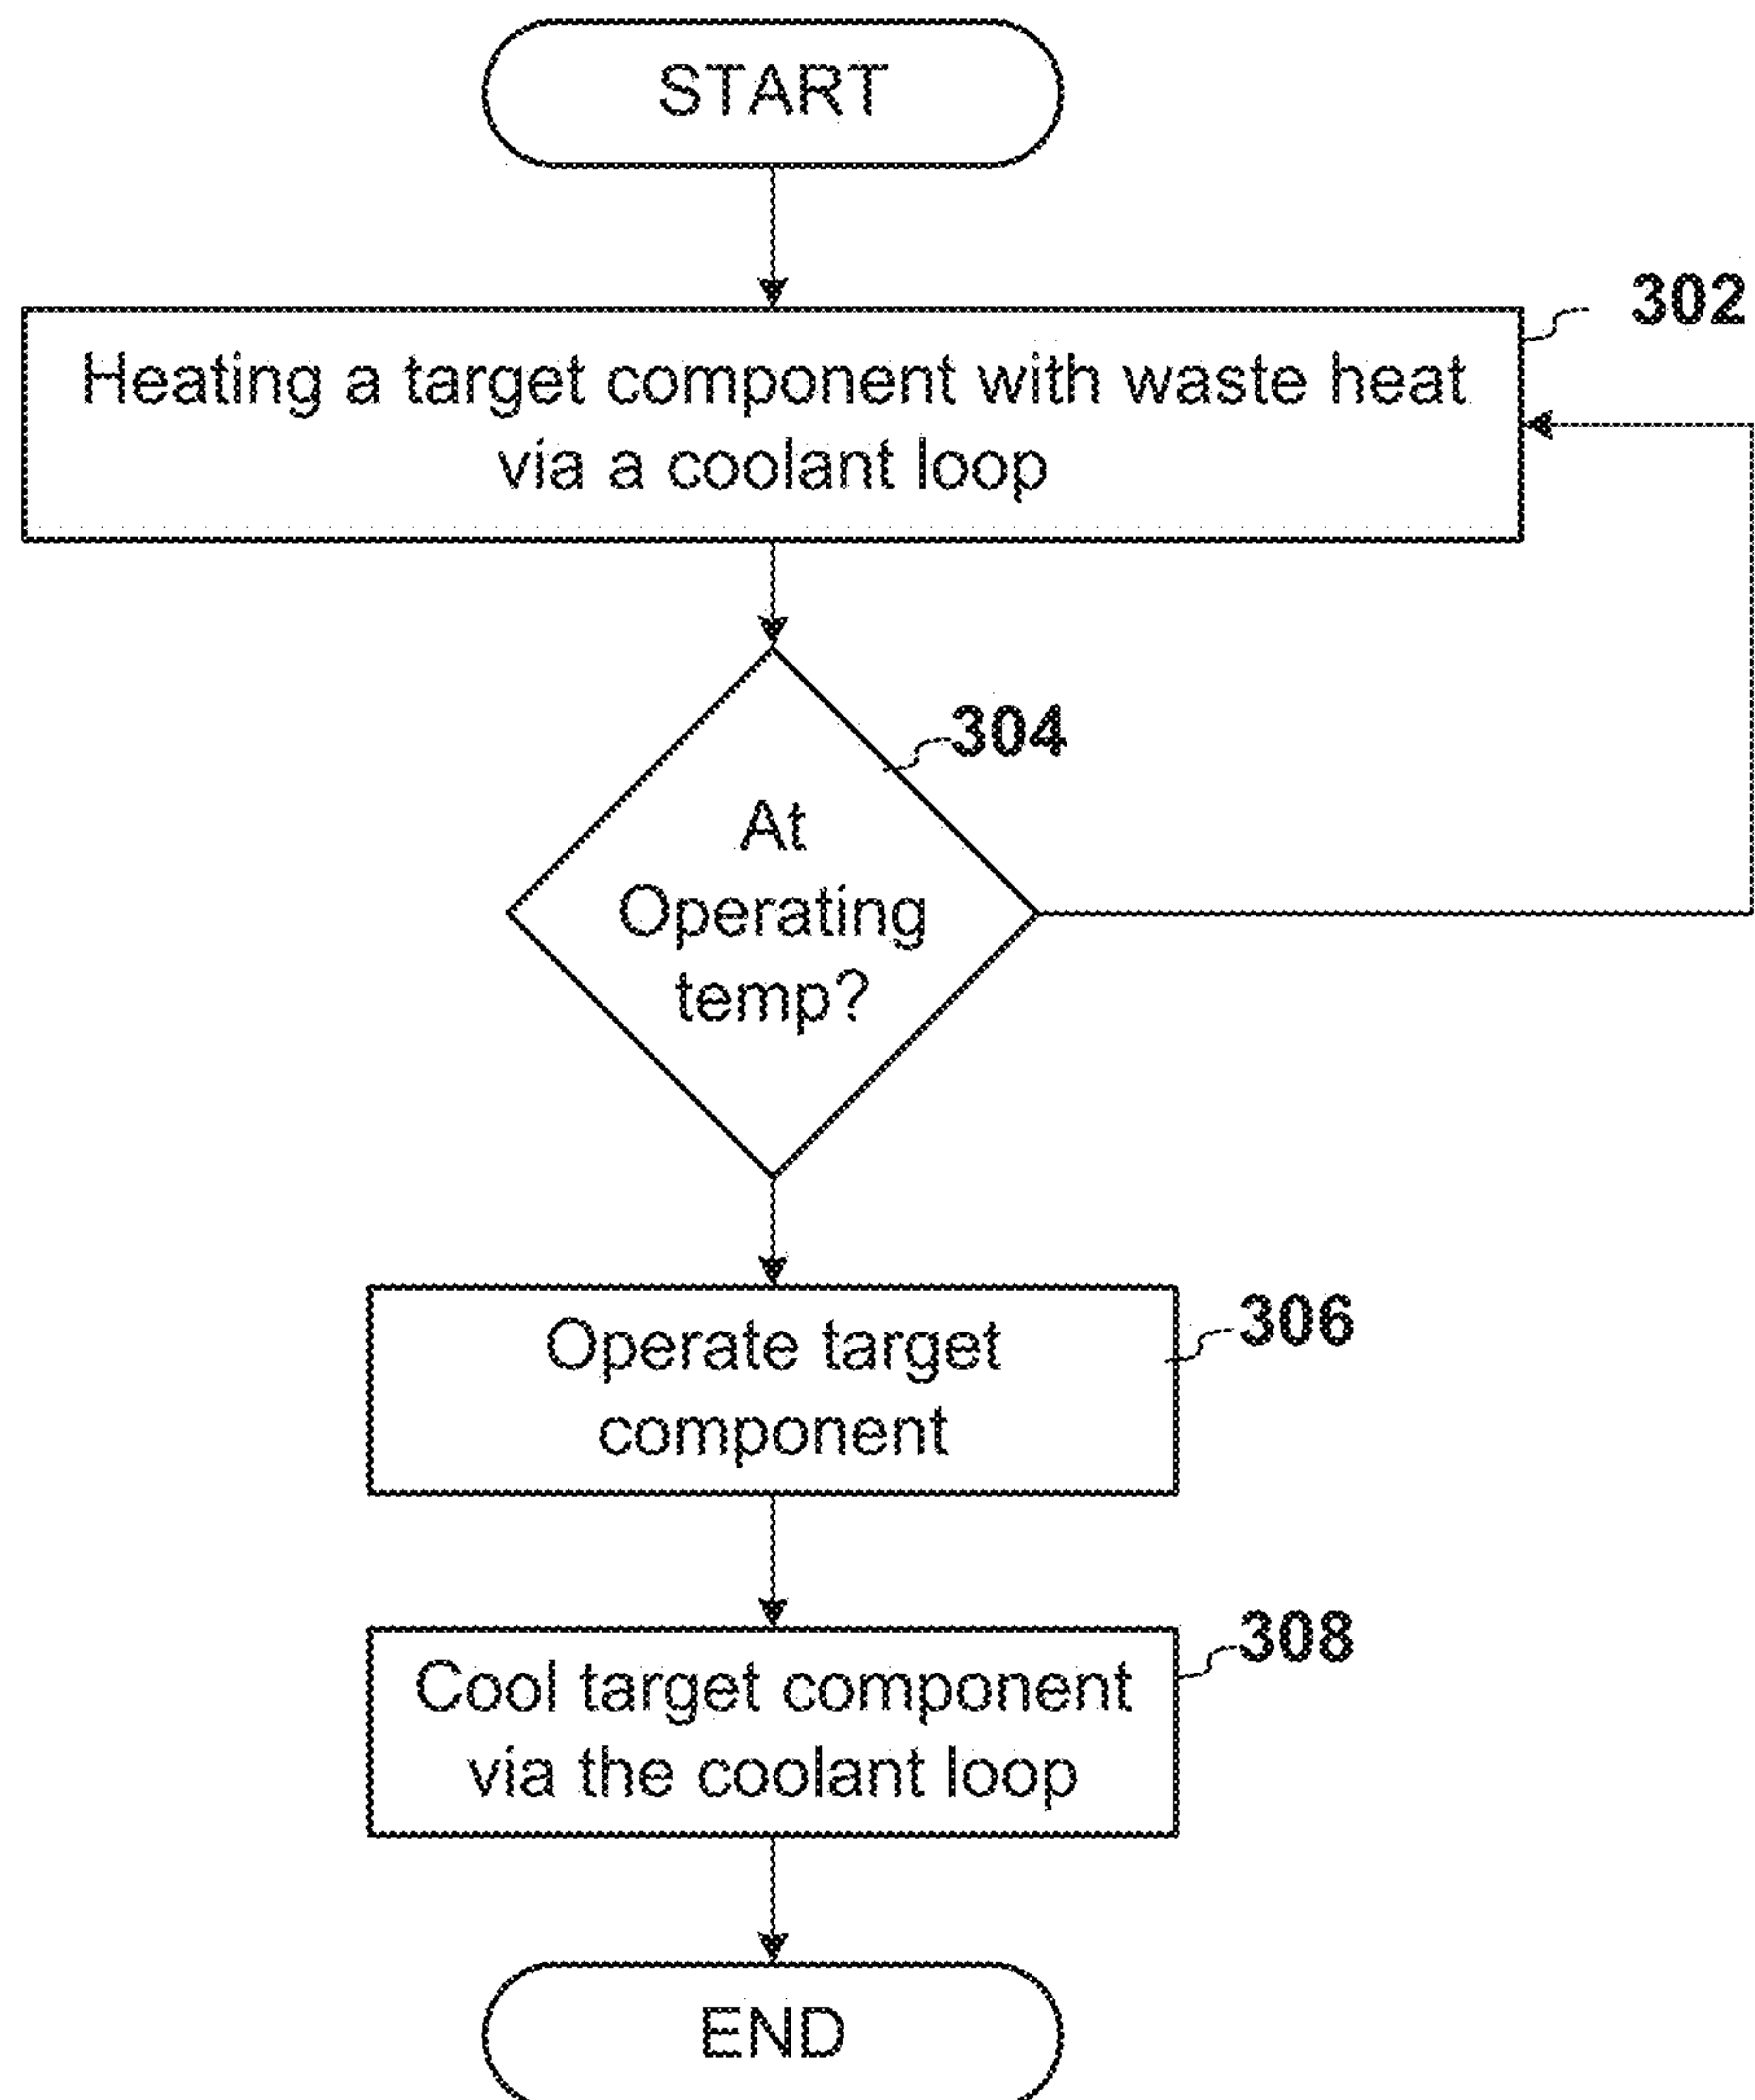 START
302
Heating a target component with waste heat
via a coolant loop
304
At
Operating
temp?
306
Operate target
component
308
Cool target component
via the coolant loop
END